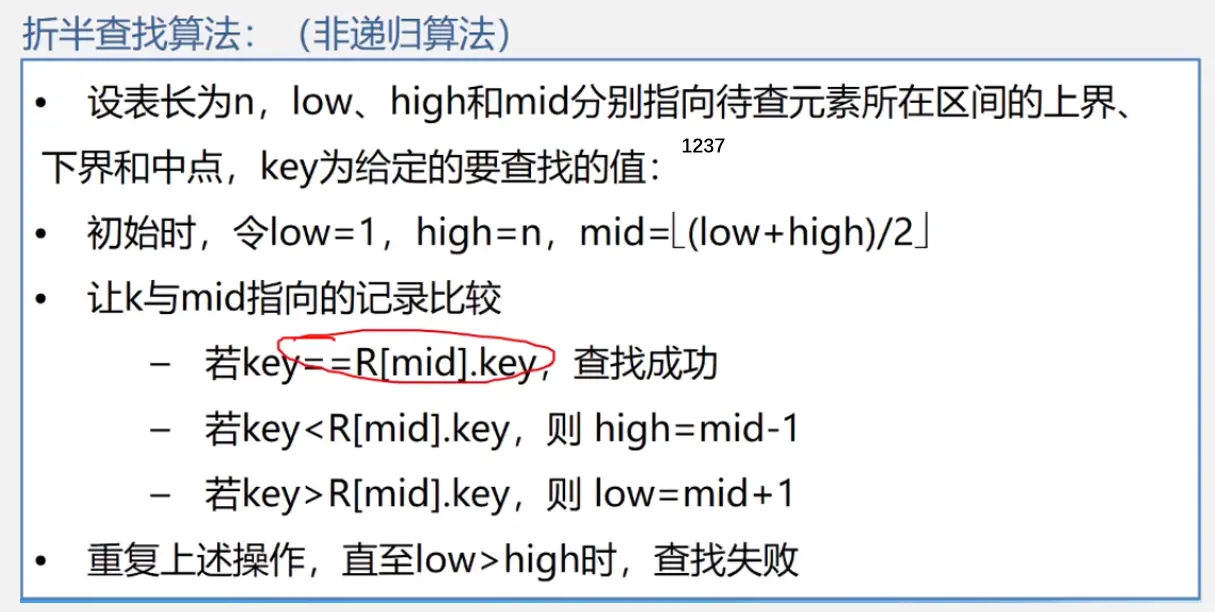 折半查找算法：（非递归算法）
• 设表长为n，low、high和mid分别指向待查元素所在区间的上界、
1237
下界和中点，key为给定的要查找的值：
• 初始时，令low=1，high=n，mid=⌊(low+high)/2⌋
• 让k与mid指向的记录比较
– 若key==R[mid].key，查找成功
– 若key<R[mid].key，则 high=mid-1
– 若key>R[mid].key，则 low=mid+1
• 重复上述操作，直至low>high时，查找失败